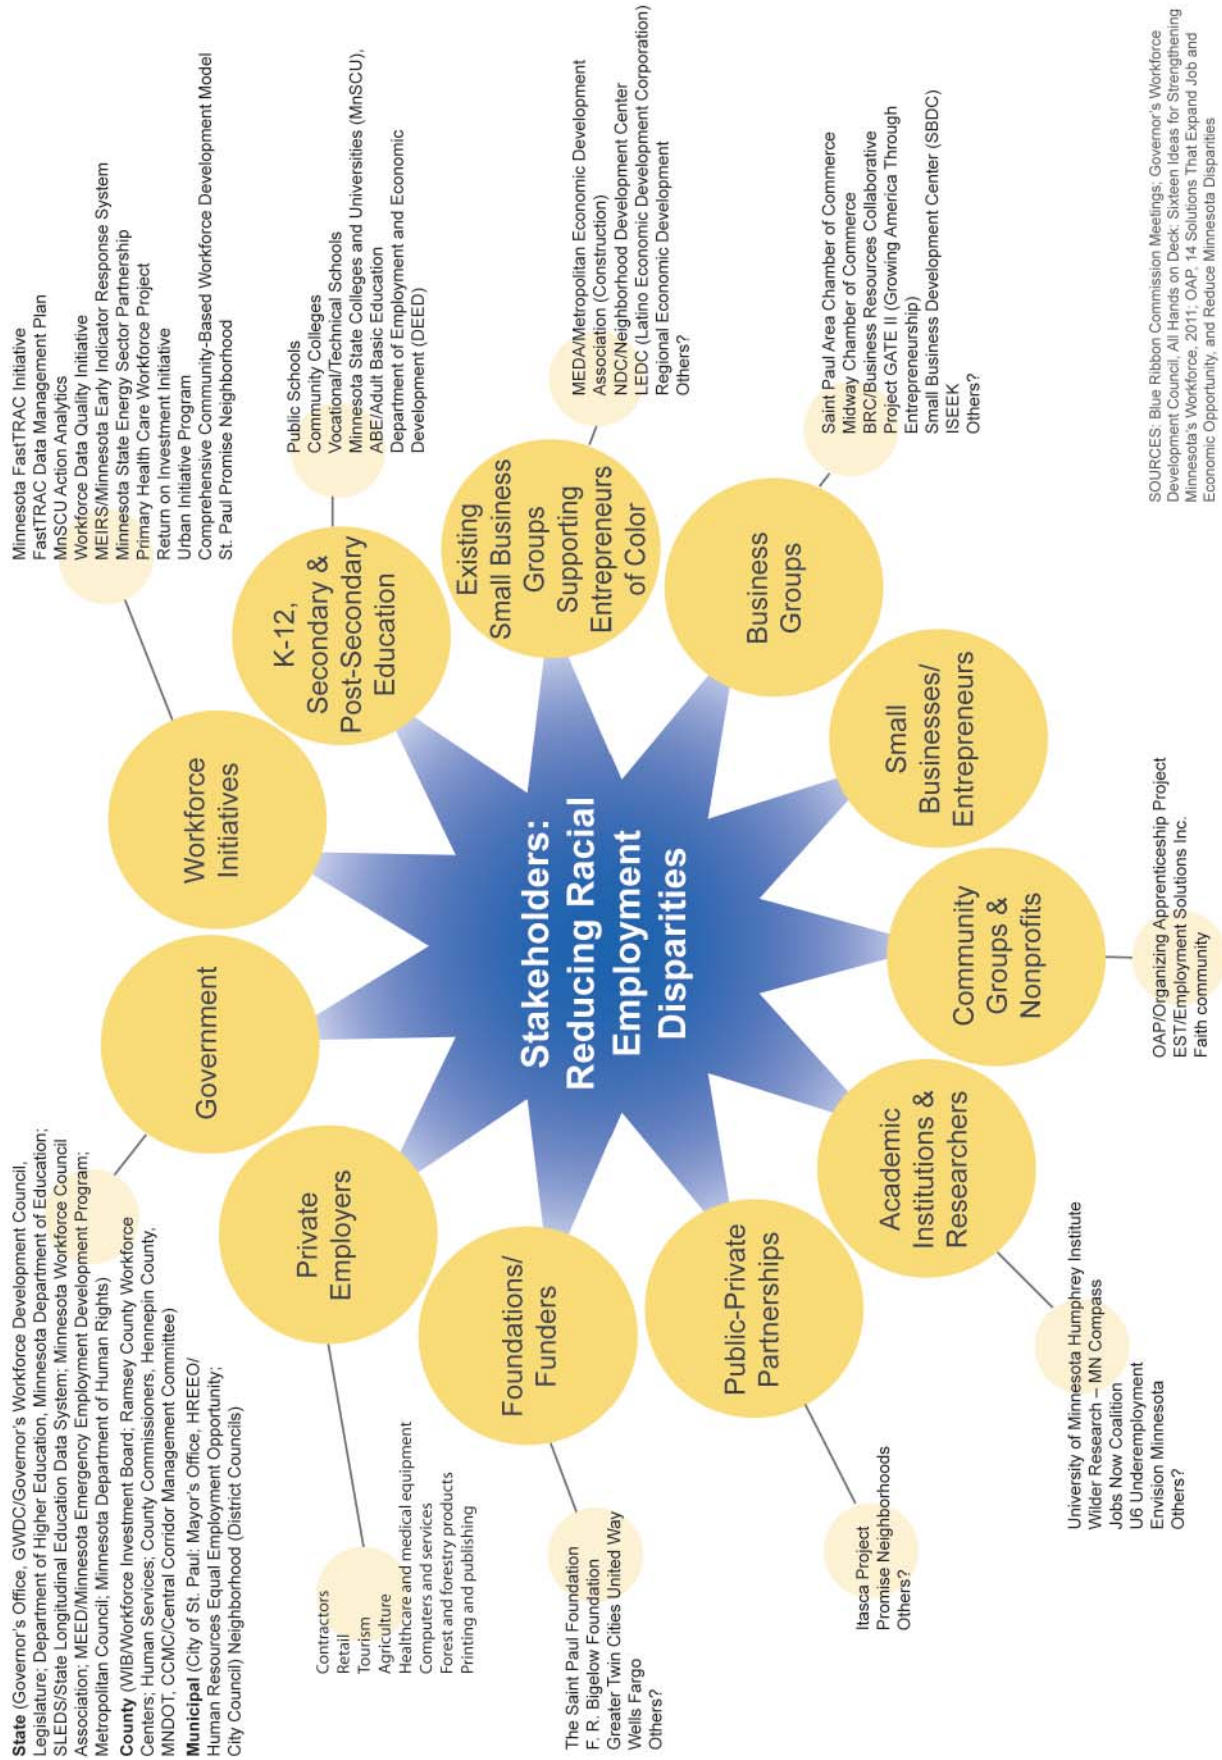 State (Governor's Office, GWDC/Governor's Workforce Development Council,
Legislature; Department of Higher Education, Minnesota Department of Education;
SLEDS/State Longitudinal Education Data System; Minnesota Workforce Council
Association; MEED/Minnesota Emergency Employment Development Program;
Metropolitan Council; Minnesota Department of Human Rights)
County (WIB/Workforce Investment Board; Ramsey County Workforce
Centers; Human Services; County Commissioners, Hennepin County,
MNDOT, CCMC/Central Corridor Management Committee)
Municipal (City of St. Paul: Mayor's Office, HREEO/
Human Resources Equal Employment Opportunity;
City Council) Neighborhood (District Councils)
Government
Workforce
Initiatives
Minnesota FastTRAC Initiative
FastTRAC Data Management Plan
MnSCU Action Analytics
Workforce Data Quality Initiative
MEIRS/Minnesota Early Indicator Response System
Minnesota State Energy Sector Partnership
Primary Health Care Workforce Project
Return on Investment Initiative
Urban Initiative Program
Comprehensive Community-Based Workforce Development Model
St. Paul Promise Neighborhood
K-12,
Secondary &
Post-Secondary
Education
Public Schools
Community Colleges
Vocational/Technical Schools
Minnesota State Colleges and Universities (MnSCU),
ABE/Adult Basic Education
Department of Employment and Economic
Development (DEED)
Existing
Small Business
Groups
Supporting
Entrepreneurs
of Color
MEDA/Metropolitan Economic Development
Association (Construction)
NDC/Neighborhood Development Center
LEDC (Latino Economic Development Corporation)
Regional Economic Development
Others?
Business
Groups
Saint Paul Area Chamber of Commerce
Midway Chamber of Commerce
BRC/Business Resources Collaborative
Project GATE II (Growing America Through
Entrepreneurship)
Small Business Development Center (SBDC)
ISEEK
Others?
Small
Businesses/
Entrepreneurs
Community
Groups &
Nonprofits
OAP/Organizing Apprenticeship Project
EST/Employment Solutions Inc.
Faith community
Academic
Institutions &
Researchers
University of Minnesota Humphrey Institute
Wilder Research – MN Compass
Jobs Now Coalition
U6 Underemployment
Envision Minnesota
Others?
Public-Private
Partnerships
Itasca Project
Promise Neighborhoods
Others?
Foundations/
Funders
The Saint Paul Foundation
F. R. Bigelow Foundation
Greater Twin Cities United Way
Wells Fargo
Others?
Private
Employers
Contractors
Retail
Tourism
Agriculture
Healthcare and medical equipment
Computers and services
Forest and forestry products
Printing and publishing
Stakeholders:
Reducing Racial
Employment
Disparities
SOURCES: Blue Ribbon Commission Meetings; Governor's Workforce
Development Council, All Hands on Deck: Sixteen Ideas for Strengthening
Minnesota's Workforce, 2011; OAP, 14 Solutions That Expand Job and
Economic Opportunity, and Reduce Minnesota Disparities